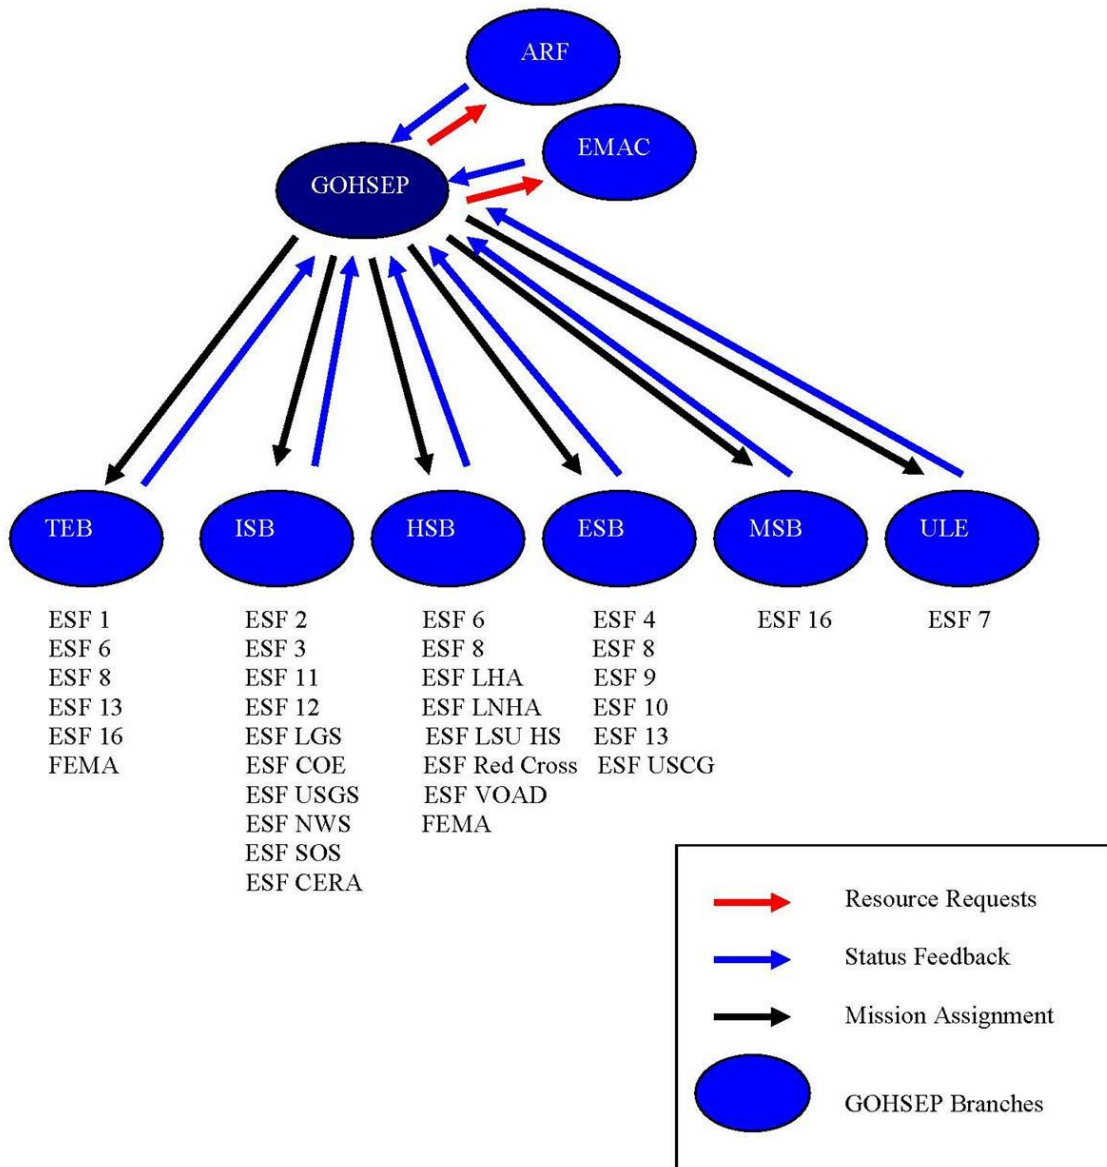 ARF
EMAC
GOHSEP
TEB
ISB
HSB
ESB
MSB
ULE
ESF 1
ESF 6
ESF 8
ESF 13
ESF 16
FEMA
ESF 2
ESF 3
ESF 11
ESF 12
ESF LGS
ESF COE
ESF USGS
ESF NWS
ESF SOS
ESF CERA
ESF 6
ESF 8
ESF LHA
ESF LNHA
ESF LSU HS
ESF Red Cross
ESF VOAD
FEMA
ESF 4
ESF 8
ESF 9
ESF 10
ESF 13
ESF USCG
ESF 16
ESF 7
Resource Requests
Status Feedback
Mission Assignment
GOHSEP Branches